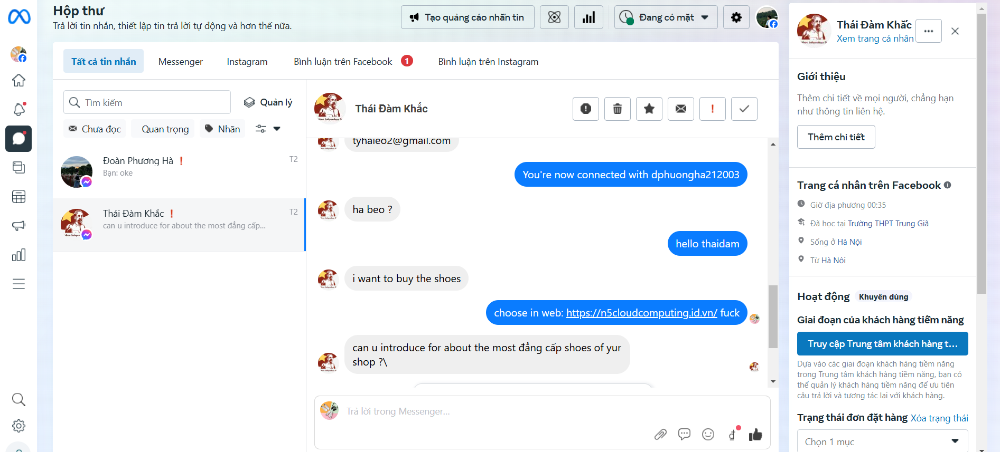 Hộp thư
Trả lời tin nhắn, thiết lập tin trả lời tự động và hơn thế nữa.
Tạo quảng cáo nhắn tin
Đang có mặt
Tất cả tin nhắn
Messenger
Instagram
Bình luận trên Facebook
1
Bình luận trên Instagram
Tìm kiếm
Quản lý
Chưa đọc
Quan trọng
Nhãn
Đoàn Phương Hà
T2
Bạn: oke
Thái Đàm Khắc
T2
can u introduce for about the most đẳng cấp...
Thái Đàm Khắc
tyhaleo2@gmail.com
You're now connected with dphuongha212003
ha beo ?
hello thaidam
i want to buy the shoes
choose in web: https://n5cloudcomputing.id.vn/ fuck
can u introduce for about the most đẳng cấp shoes of yur
shop ?\
Trả lời trong Messenger...
Thái Đàm Khắc
Xem trang cá nhân
Giới thiệu
Thêm chi tiết về mọi người, chẳng hạn
như thông tin liên hệ.
Thêm chi tiết
Trang cá nhân trên Facebook
Giờ địa phương 00:35
Đã học tại Trường THPT Trung Giã
Sống ở Hà Nội
Từ Hà Nội
Hoạt động
Khuyên dùng
Giai đoạn của khách hàng tiềm năng
Truy cập Trung tâm khách hàng t...
Dựa vào các giai đoạn khách hàng tiềm năng
trong Trung tâm khách hàng tiềm năng, bạn có
thể quản lý khách hàng tiềm năng để ưu tiên
câu trả lời và tương tác lại với khách hàng.
Trạng thái đơn đặt hàng
Xóa trạng thái
Chọn 1 mục